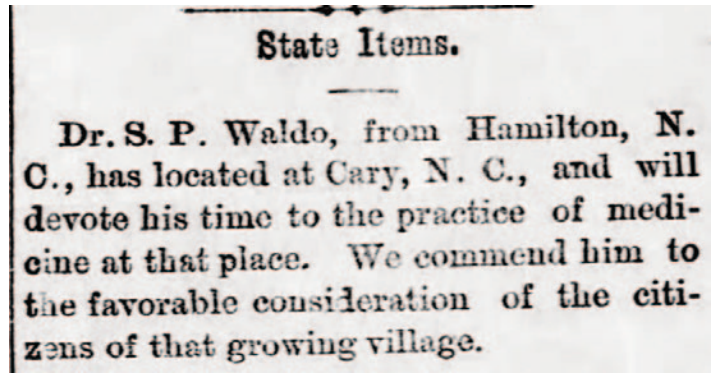 State Items.
Dr. S. P. Waldo, from Hamilton, N.
C., has located at Cary, N. C., and will
devote his time to the practice of medi-
cine at that place. We commend him to
the favorable consideration of the citi-
zens of that growing village.